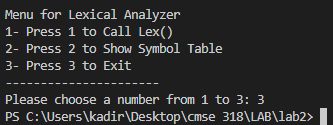 Menu for Lexical Analyzer
1- Press 1 to Call Lex()
2- Press 2 to Show Symbol Table
3- Press 3 to Exit
----------------------
Please choose a number from 1 to 3: 3
PS C:\Users\kadir\Desktop\cmse 318\LAB\lab2>